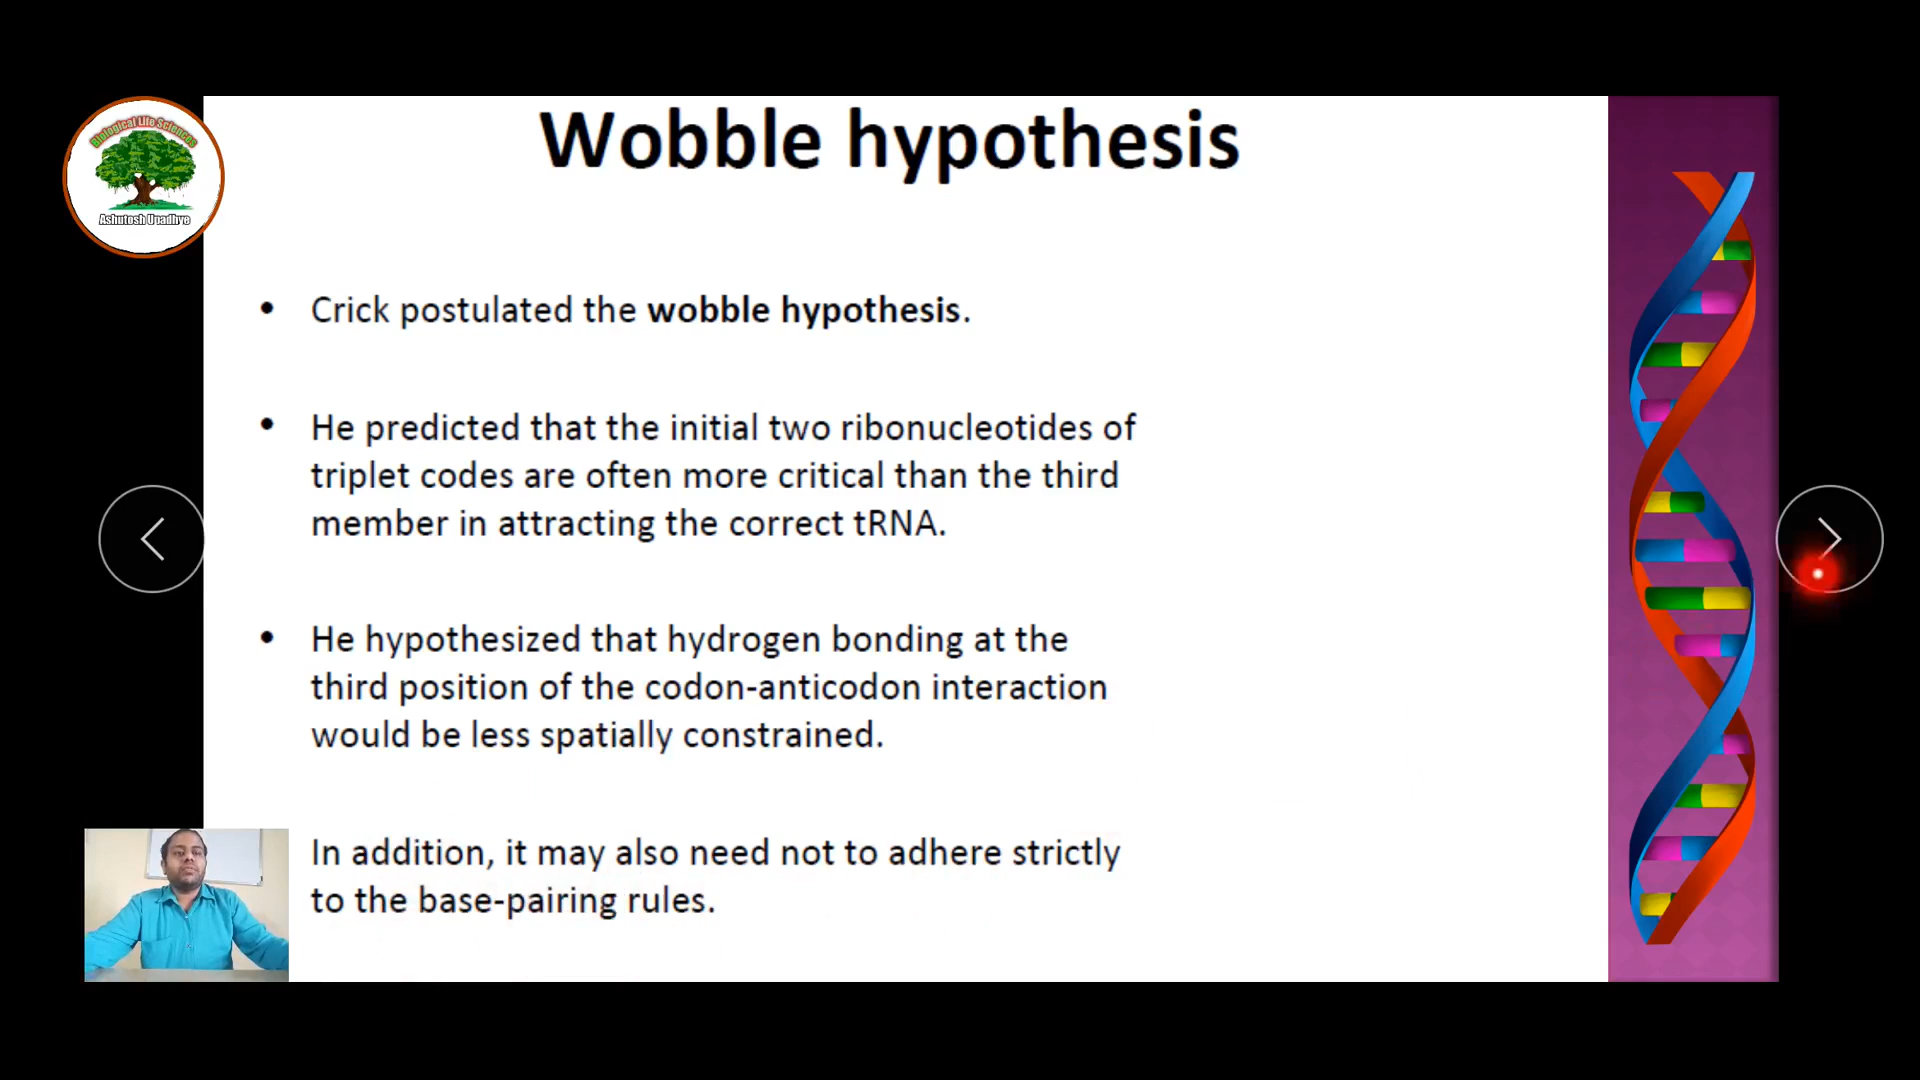 Wobble hypothesis
Biological Life Sciences
Ashutosh Upadhye
• Crick postulated the wobble hypothesis.
• He predicted that the initial two ribonucleotides of
triplet codes are often more critical than the third
member in attracting the correct tRNA.
• He hypothesized that hydrogen bonding at the
third position of the codon-anticodon interaction
would be less spatially constrained.
In addition, it may also need not to adhere strictly
to the base-pairing rules.